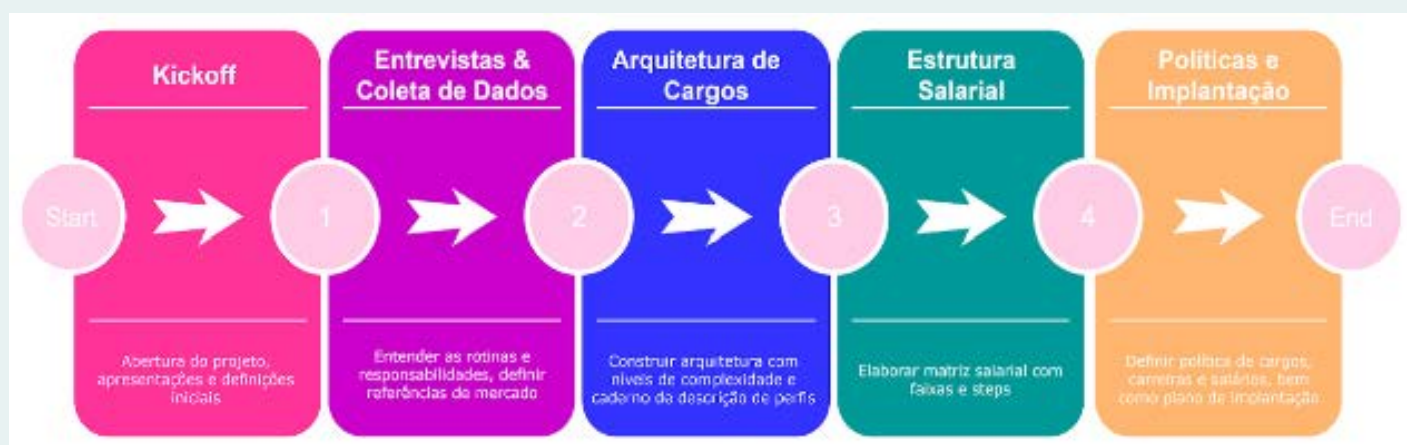 Kickoff
Entrevistas &
Coleta de Dados
Arquitetura de
Cargos
Estrutura
Salarial
Políticas e
Implantação
Start
1
2
3
4
End
Abertura do projeto,
apresentações e definições
iniciais
Entender as rotinas e
responsabilidades, definir
referências de mercado
Construir arquitetura com
níveis de complexidade e
caderno de descrição de perfis
Elaborar matriz salarial com
faixas e steps
Definir política de cargos,
carreiras e salários, bem
como plano de implantação